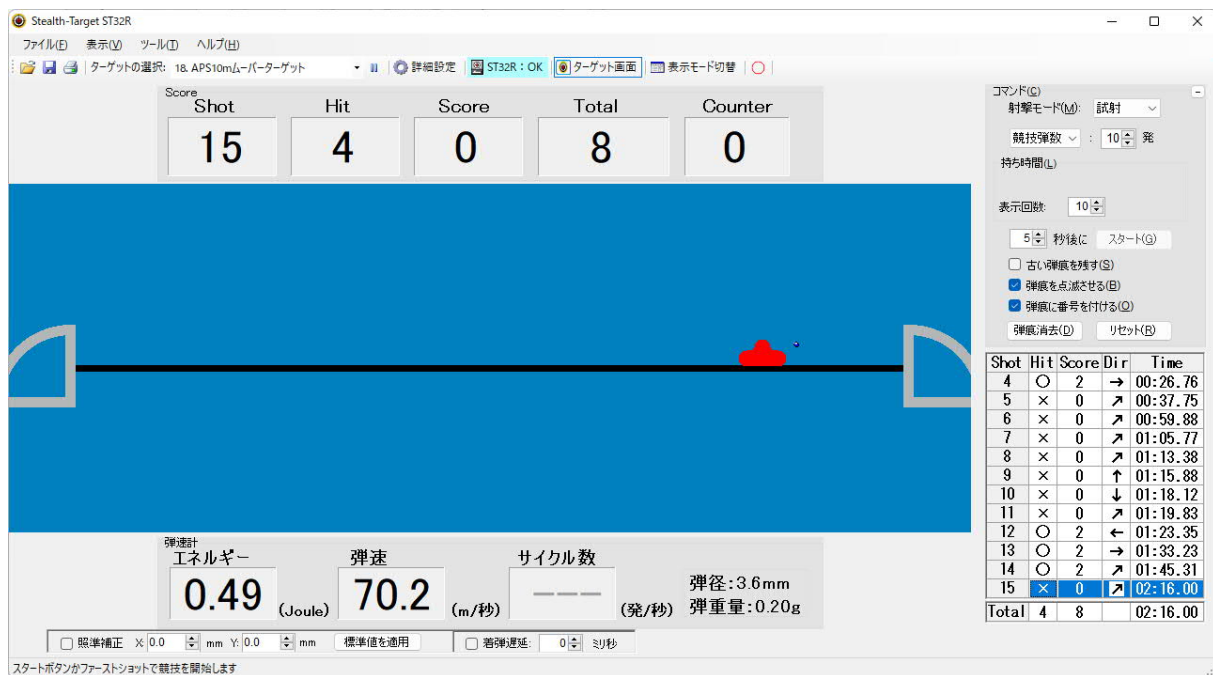 Stealth-Target ST32R
ファイル(F) 表示(V) ツール(T) ヘルプ(H)
ターゲットの選択: 18. APS10mムーバーターゲット 詳細設定 ST32R：OK ターゲット画面 表示モード切替
Score
Shot Hit Score Total Counter
15 4 0 8 0
弾速計
エネルギー 弾速 サイクル数
0.49 (Joule) 70.2 (m/秒) --- (発/秒)
弾径:3.6mm
弾重量:0.20g
照準補正 X: 0.0 mm Y: 0.0 mm 標準値を適用 着弾遅延: 0 ミリ秒
スタートボタンかファーストショットで競技を開始します
コマンド(C)
射撃モード(M): 試射
競技弾数 : 10 発
持ち時間(L)
表示回数: 10
5 秒後に スタート(G)
古い弾痕を残す(S)
弾痕を点滅させる(B)
弾痕に番号を付ける(O)
弾痕消去(D) リセット(R)
Shot Hit Score Dir Time
4 ○ 2 → 00:26.76
5 × 0 ↗ 00:37.75
6 × 0 ↗ 00:59.88
7 × 0 ↗ 01:05.77
8 × 0 ↗ 01:13.38
9 × 0 ↑ 01:15.88
10 × 0 ↓ 01:18.12
11 × 0 ↗ 01:19.83
12 ○ 2 ← 01:23.35
13 ○ 2 → 01:33.23
14 ○ 2 ↗ 01:45.31
15 × 0 ↗ 02:16.00
Total 4 8 02:16.00